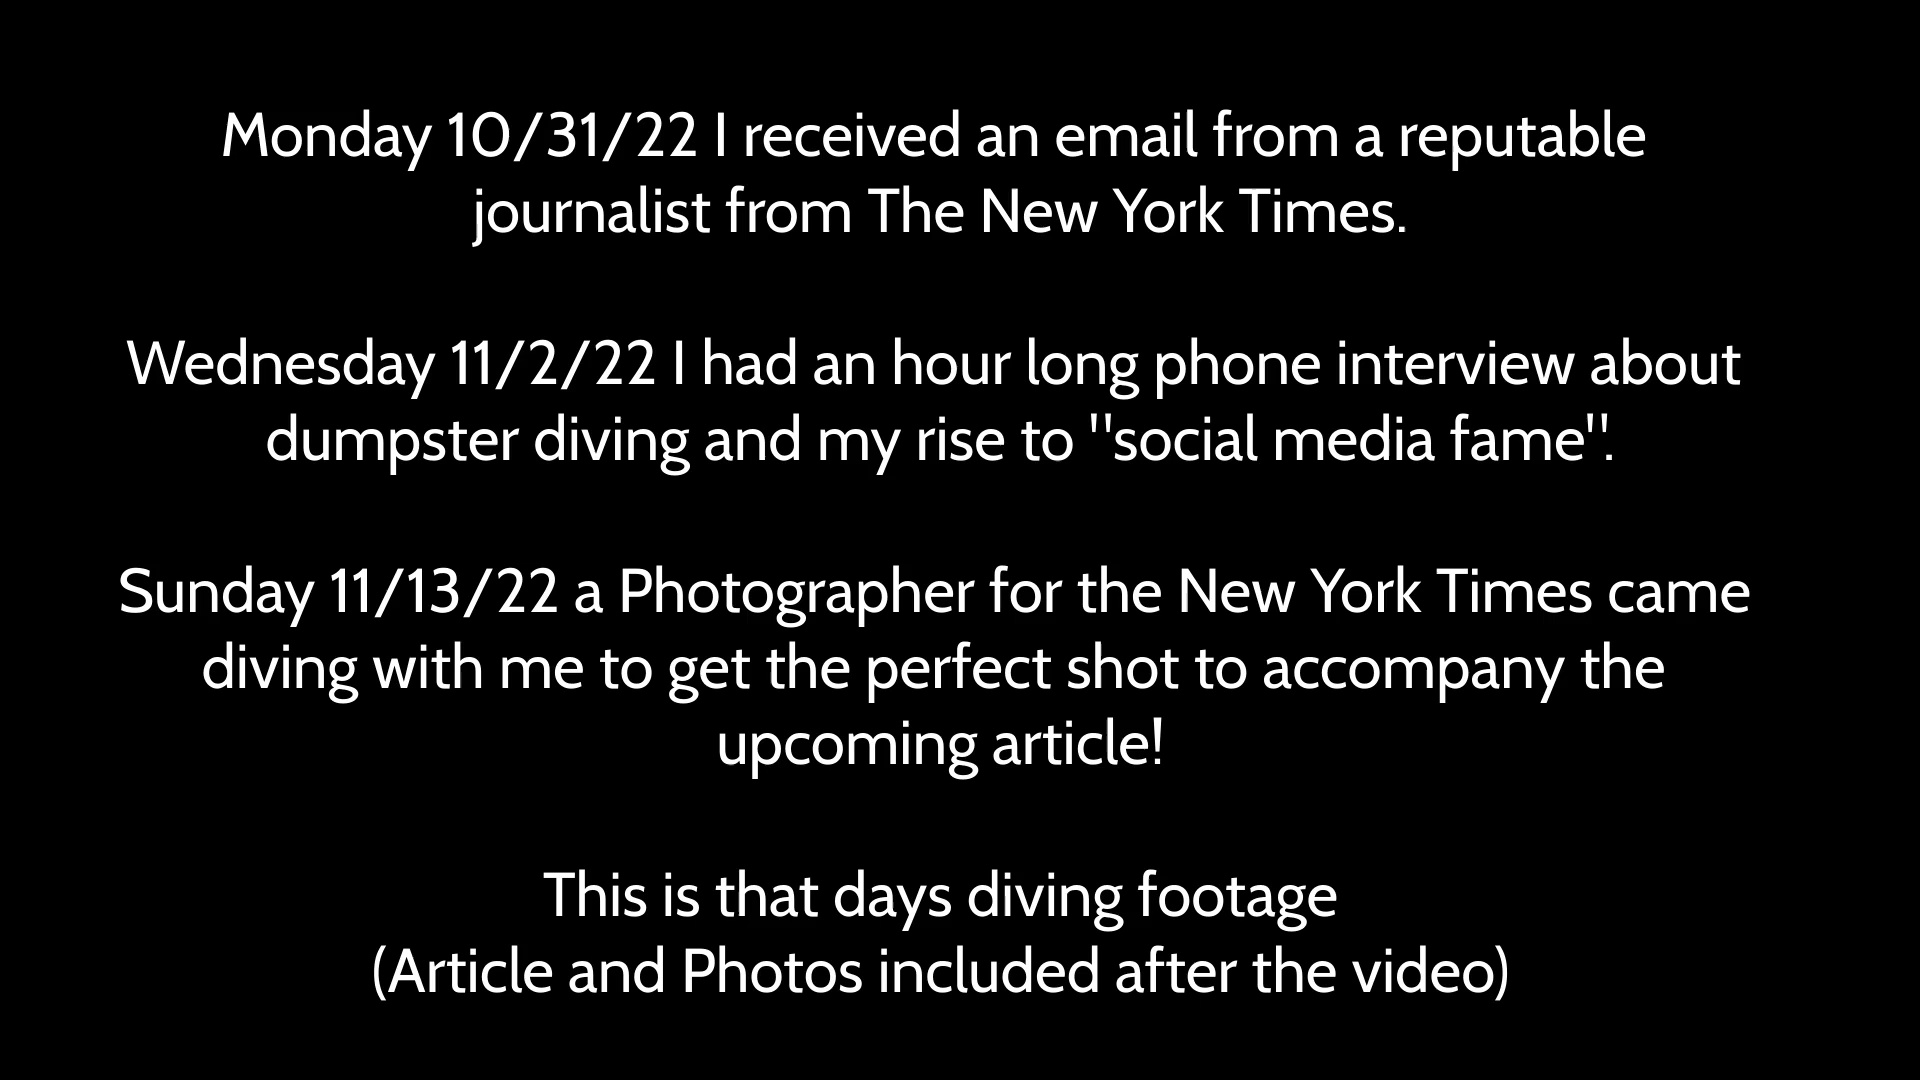 Monday 10/31/22 I received an email from a reputable
journalist from The New York Times.
Wednesday 11/2/22 I had an hour long phone interview about
dumpster diving and my rise to "social media fame".
Sunday 11/13/22 a Photographer for the New York Times came
diving with me to get the perfect shot to accompany the
upcoming article!
This is that days diving footage
(Article and Photos included after the video)